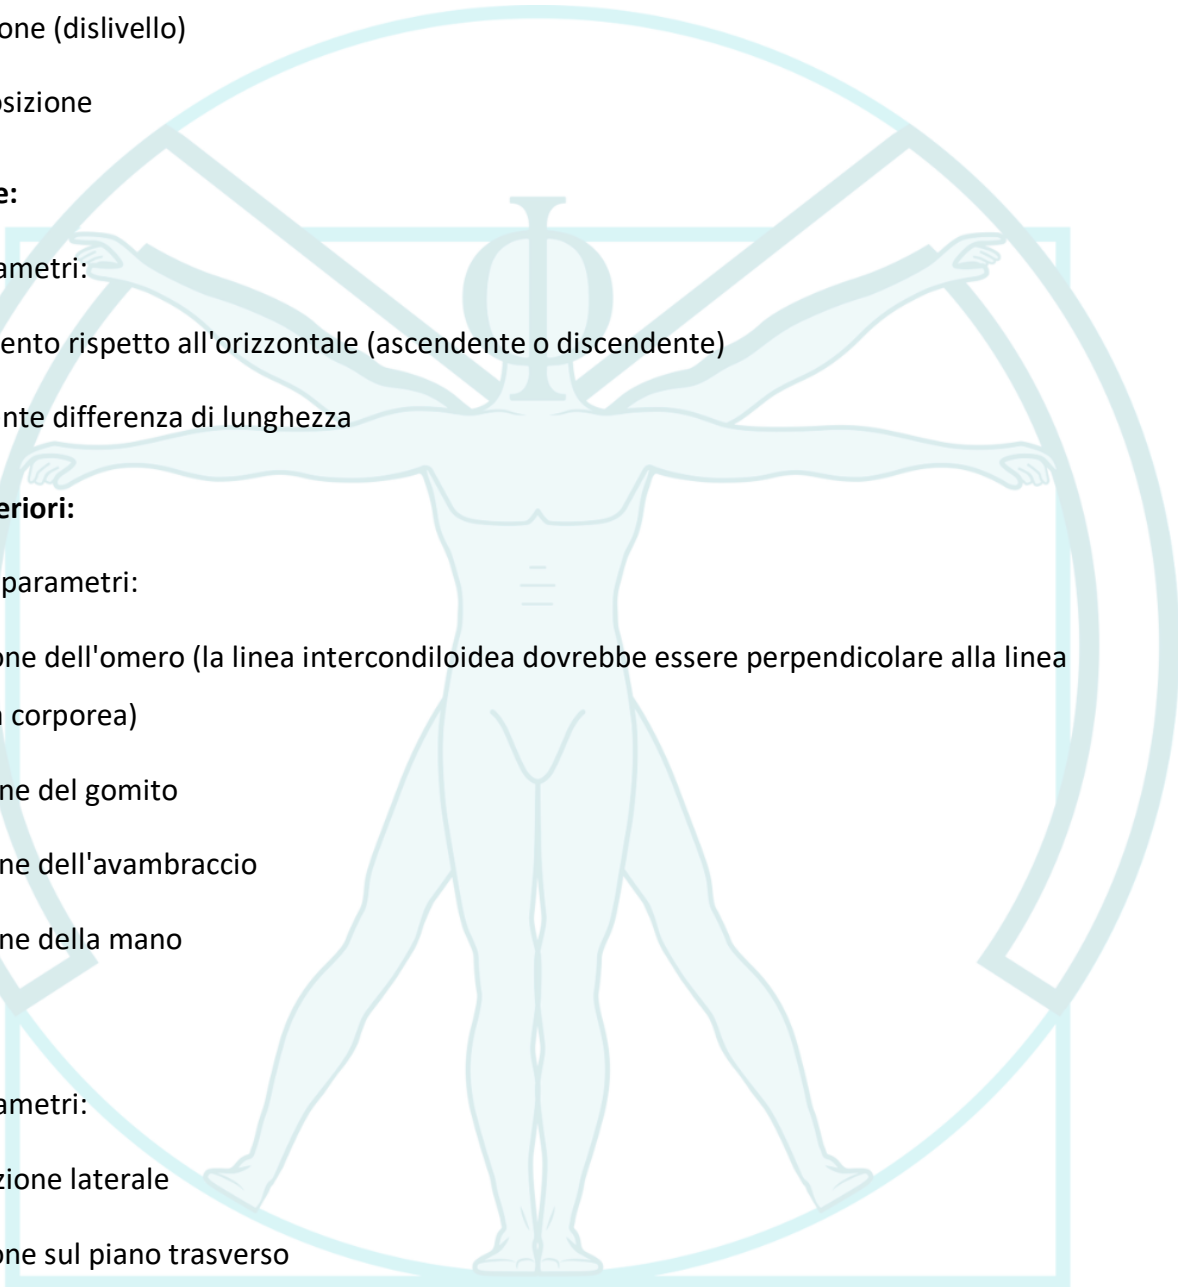 one (dislivello)
osizione
e:
ametri:
ento rispetto all'orizzontale (ascendente o discendente)
nte differenza di lunghezza
eriori:
parametri:
one dell'omero (la linea intercondiloidea dovrebbe essere perpendicolare alla linea
a corporea)
ne del gomito
ne dell'avambraccio
ne della mano
ametri:
zione laterale
one sul piano trasverso